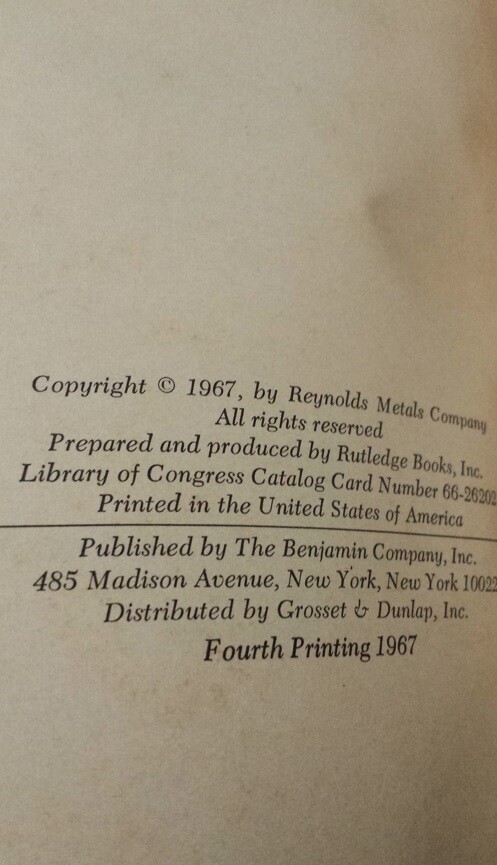 Copyright © 1967, by Reynolds Metals Company
All rights reserved
Prepared and produced by Rutledge Books, Inc.
Library of Congress Catalog Card Number 66-26202
Printed in the United States of America
Published by The Benjamin Company, Inc.
485 Madison Avenue, New York, New York 10022
Distributed by Grosset & Dunlap, Inc.
Fourth Printing 1967